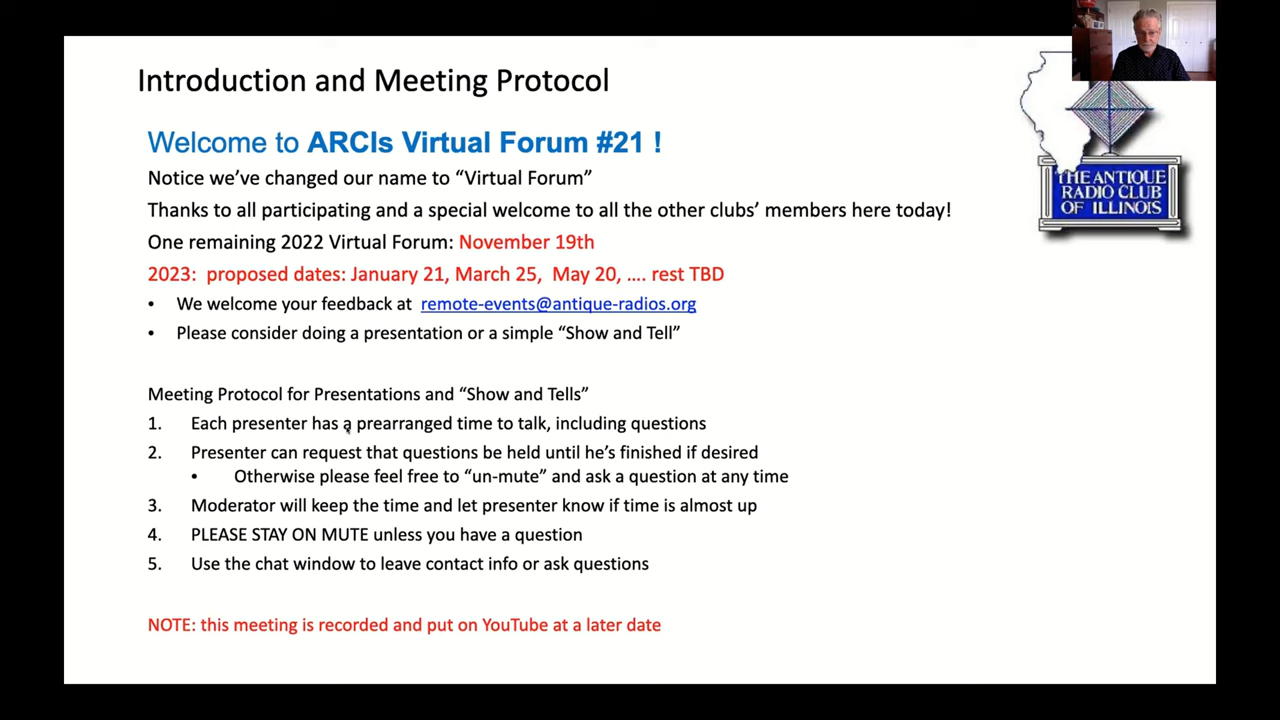 Introduction and Meeting Protocol
Welcome to ARCIs Virtual Forum #21 !
Notice we've changed our name to “Virtual Forum”
Thanks to all participating and a special welcome to all the other clubs’ members here today!
One remaining 2022 Virtual Forum: November 19th
2023:  proposed dates: January 21, March 25,  May 20, .... rest TBD
• We welcome your feedback at remote-events@antique-radios.org
• Please consider doing a presentation or a simple “Show and Tell”
Meeting Protocol for Presentations and “Show and Tells”
1. Each presenter has a prearranged time to talk, including questions
2. Presenter can request that questions be held until he’s finished if desired
• Otherwise please feel free to “un-mute” and ask a question at any time
3. Moderator will keep the time and let presenter know if time is almost up
4. PLEASE STAY ON MUTE unless you have a question
5. Use the chat window to leave contact info or ask questions
NOTE: this meeting is recorded and put on YouTube at a later date
THE ANTIQUE
RADIO CLUB
OF ILLINOIS